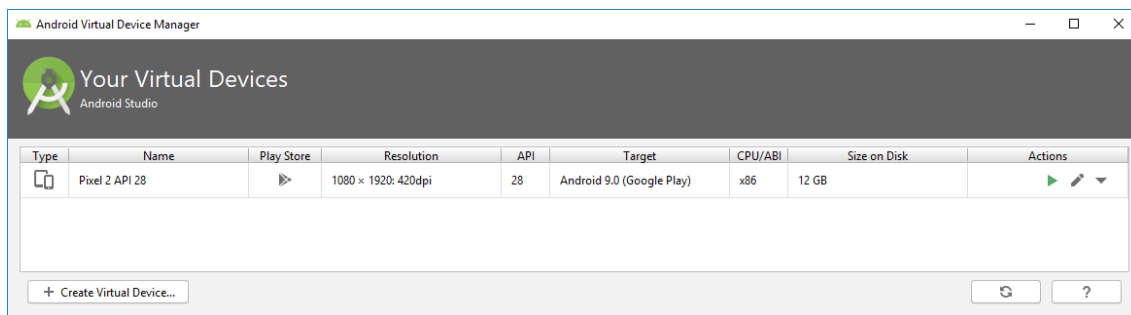 Android Virtual Device Manager
Your Virtual Devices
Android Studio
Type Name Play Store Resolution API Target CPU/ABI Size on Disk Actions
Pixel 2 API 28 1080 × 1920: 420dpi 28 Android 9.0 (Google Play) x86 12 GB
+ Create Virtual Device... ?